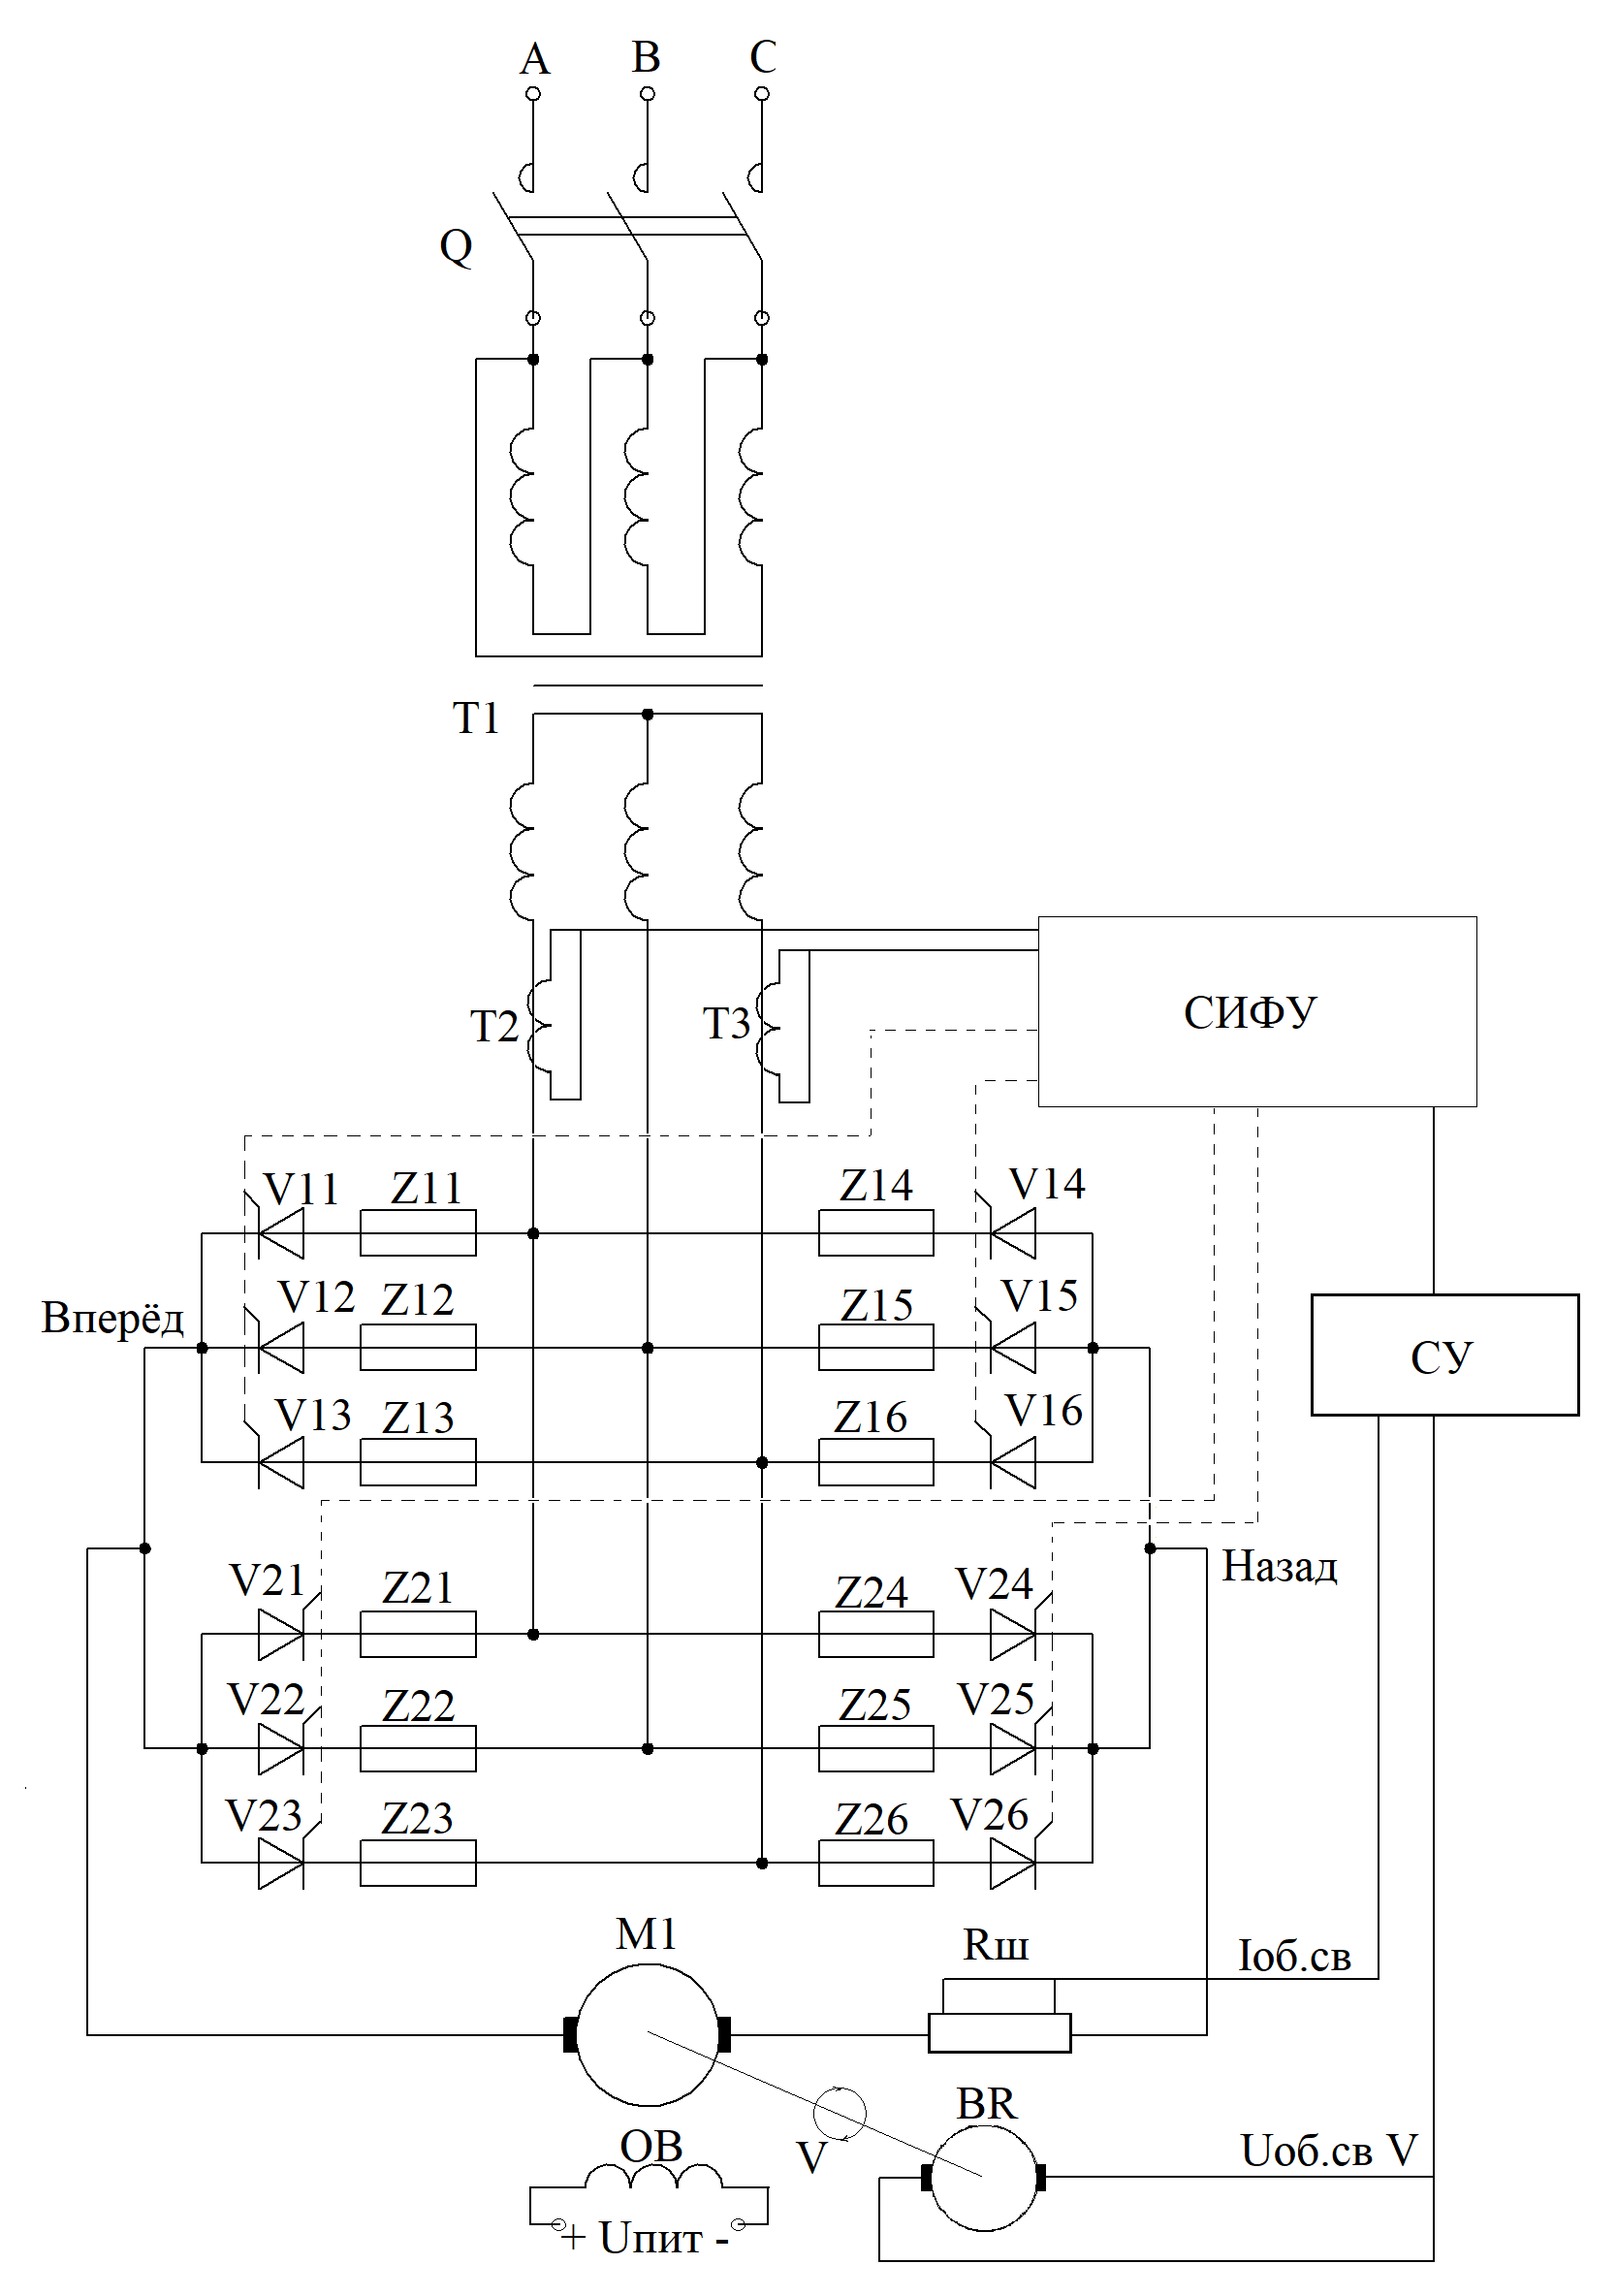 A B C
Q
T1
T2 T3 СИФУ
V11 Z11 Z14 V14
V12 Z12 Z15 V15
Вперёд
V13 Z13 Z16 V16
СУ
V21 Z21 Z24 V24
Назад
V22 Z22 Z25 V25
V23 Z23 Z26 V26
М1 Rш Iоб.св
BR
V
ОВ Uоб.св V
+ Uпит -